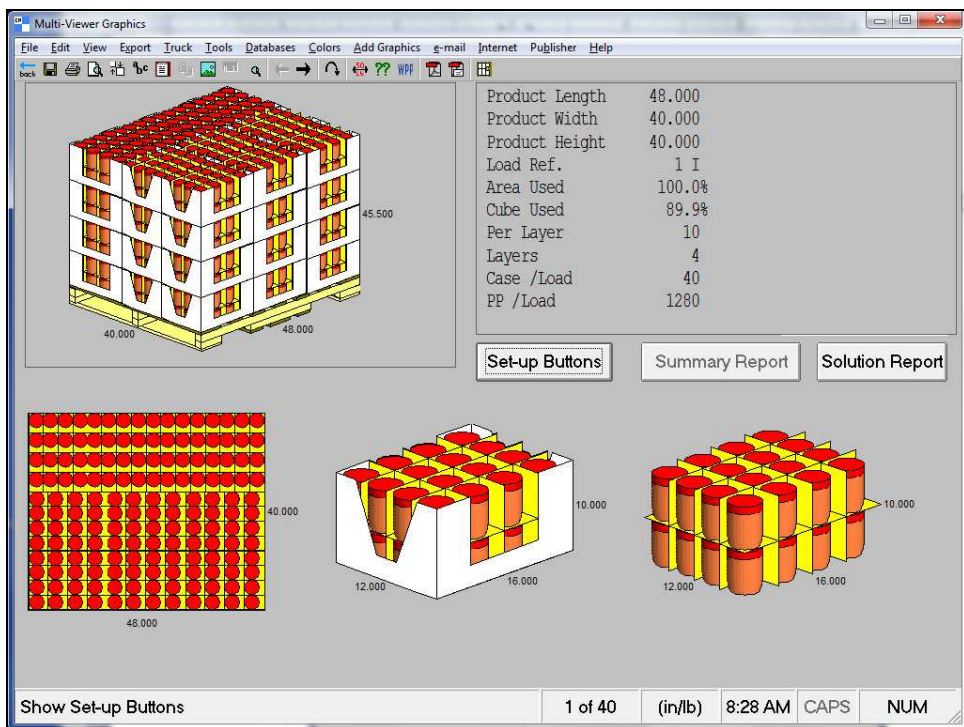 Multi-Viewer Graphics
File Edit View Export Truck Tools Databases Colors Add Graphics e-mail Internet Publisher Help
back ?? WPF
45.500
40.000
48.000
Product Length 48.000
Product Width 40.000
Product Height 40.000
Load Ref. 1 I
Area Used 100.0%
Cube Used 89.9%
Per Layer 10
Layers 4
Case /Load 40
PP /Load 1280
Set-up Buttons Summary Report Solution Report
40.000
48.000
10.000
12.000
16.000
10.000
12.000
16.000
Show Set-up Buttons 1 of 40 (in/lb) 8:28 AM CAPS NUM